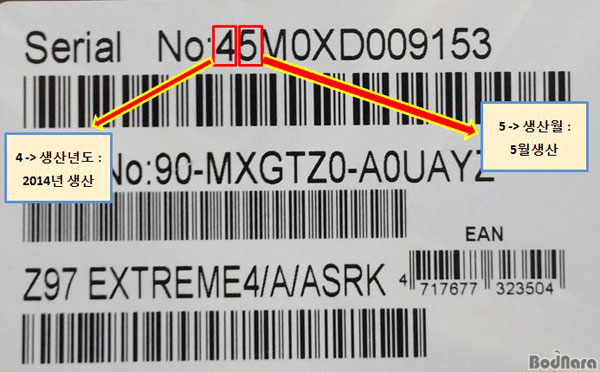 Serial No:45M0XD009153
4 -> 생산년도 :
2014년 생산
5 -> 생산월 :
5월생산
No:90-MXGTZ0-A0UAYZ
EAN
Z97 EXTREME4/A/ASRK
4 717677 323504
BodNara